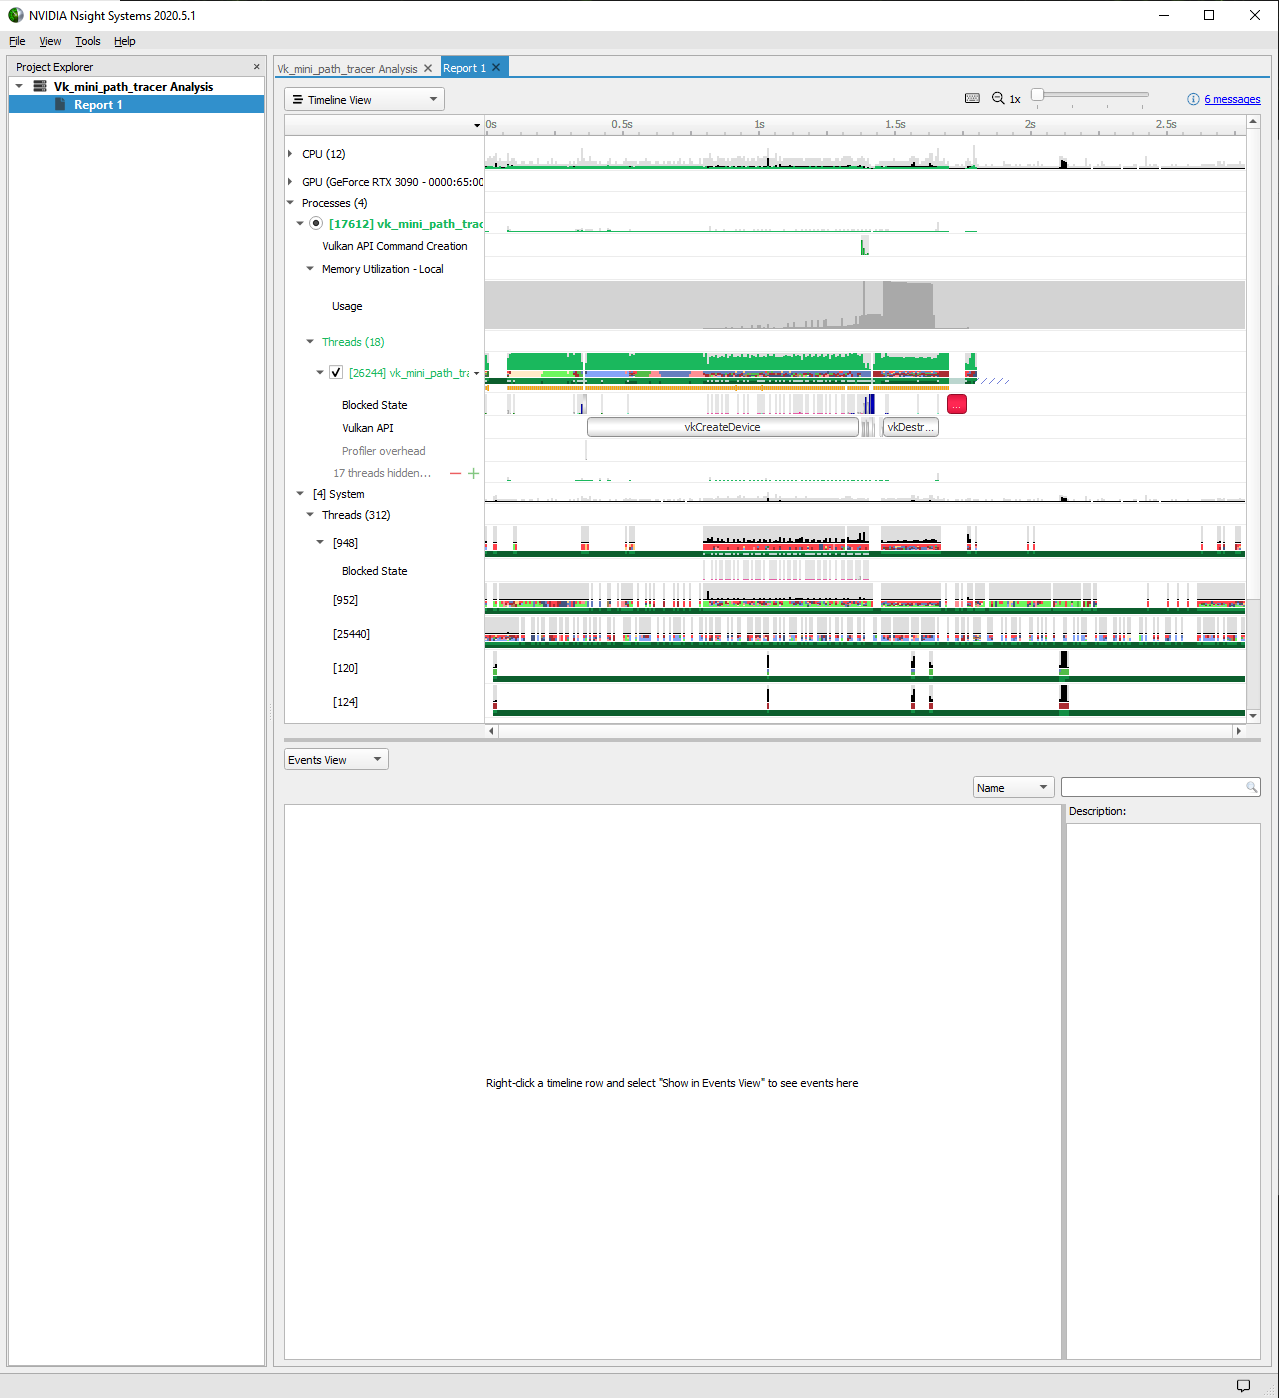 NVIDIA Nsight Systems 2020.5.1
File View Tools Help
Project Explorer
Vk_mini_path_tracer Analysis
Report 1
Vk_mini_path_tracer Analysis
Report 1
Timeline View
1x
6 messages
0s 0.5s 1s 1.5s 2s 2.5s
CPU (12)
GPU (GeForce RTX 3090 - 0000:65:00
Processes (4)
[17612] vk_mini_path_trac
Vulkan API Command Creation
Memory Utilization - Local
Usage
Threads (18)
[26244] vk_mini_path_tra
Blocked State
...
Vulkan API
vkCreateDevice
vkDestr...
Profiler overhead
17 threads hidden...
[4] System
Threads (312)
[948]
Blocked State
[952]
[25440]
[120]
[124]
Events View
Name
Description:
Right-click a timeline row and select "Show in Events View" to see events here